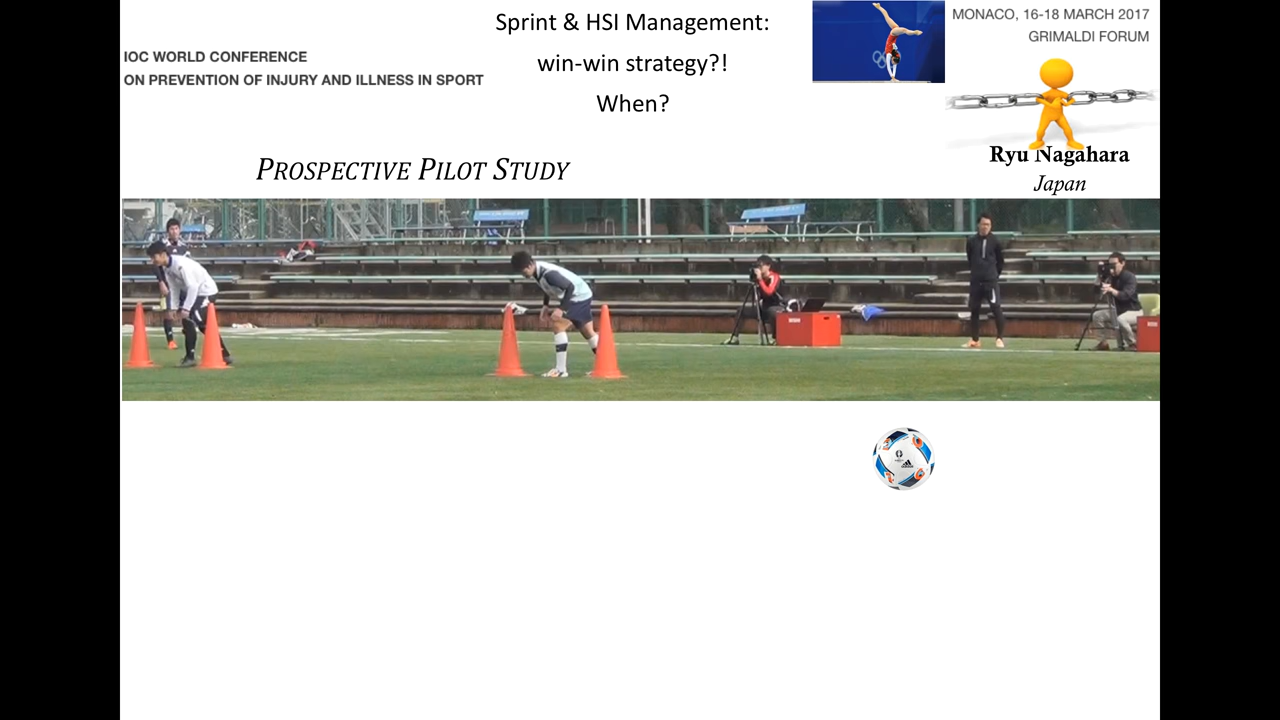 Sprint & HSI Management:
win-win strategy?!
When?
IOC WORLD CONFERENCE
ON PREVENTION OF INJURY AND ILLNESS IN SPORT
MONACO, 16-18 MARCH 2017
GRIMALDI FORUM
Ryu Nagahara
Japan
PROSPECTIVE PILOT STUDY
adidas